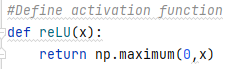 #Define activation function
def reLU(x):
    return np.maximum(0,x)